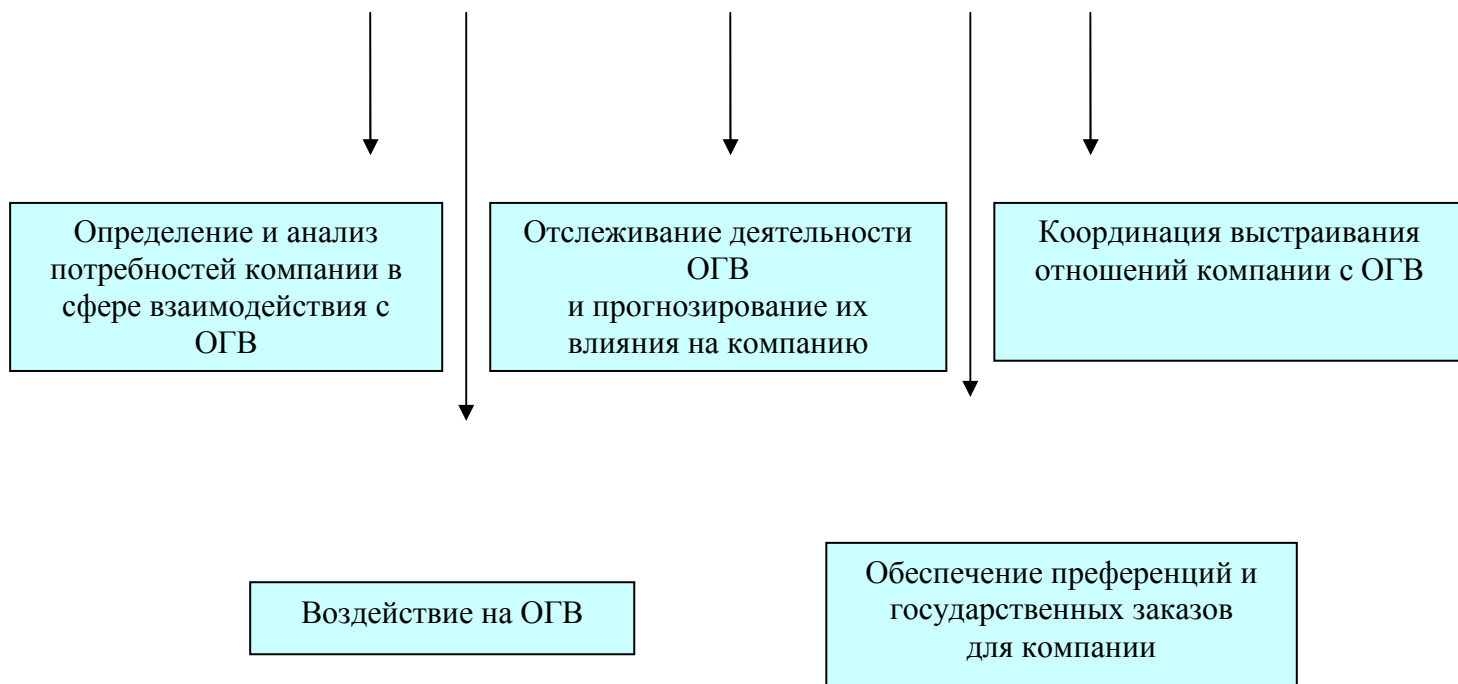 Определение и анализ
потребностей компании в
сфере взаимодействия с
ОГВ
Отслеживание деятельности
ОГВ
и прогнозирование их
влияния на компанию
Координация выстраивания
отношений компании с ОГВ
Воздействие на ОГВ
Обеспечение преференций и
государственных заказов
для компании